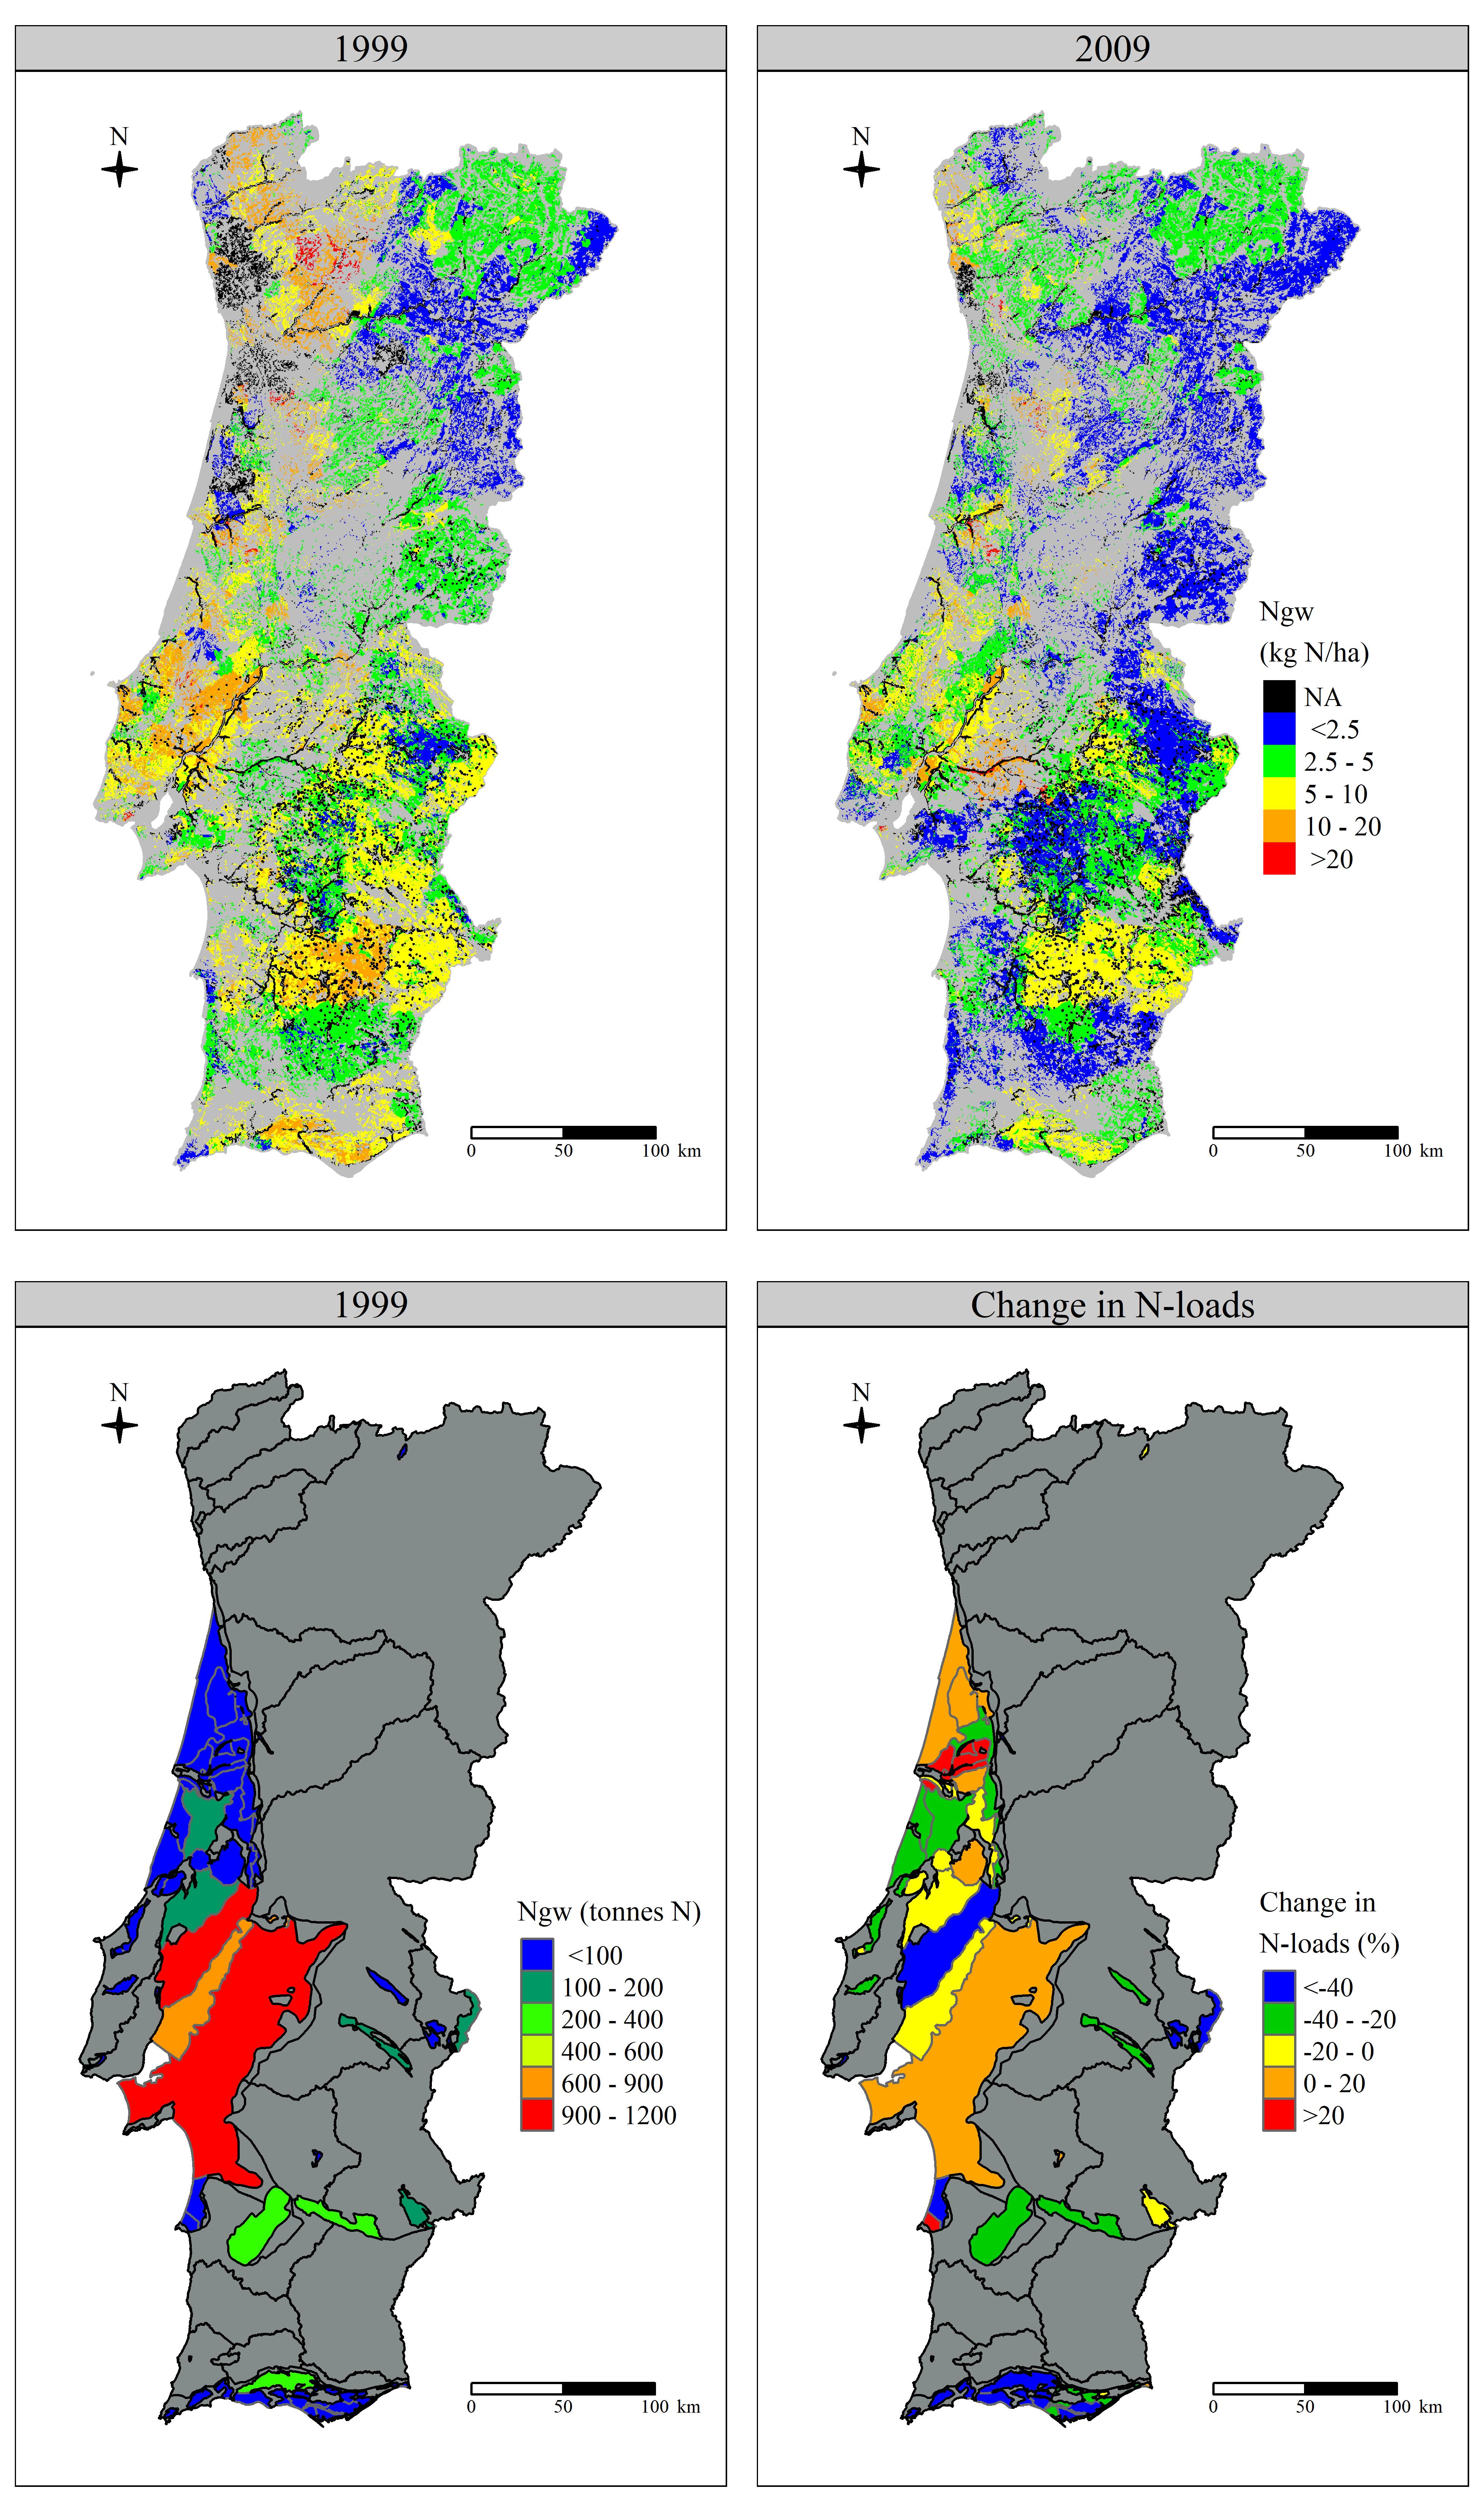 1999
2009
N
N
Ngw
(kg N/ha)
NA
<2.5
2.5 - 5
5 - 10
10 - 20
>20
0 50 100 km
0 50 100 km
1999
Change in N-loads
N
N
Ngw (tonnes N)
<100
100 - 200
200 - 400
400 - 600
600 - 900
900 - 1200
Change in
N-loads (%)
<-40
-40 - -20
-20 - 0
0 - 20
>20
0 50 100 km
0 50 100 km